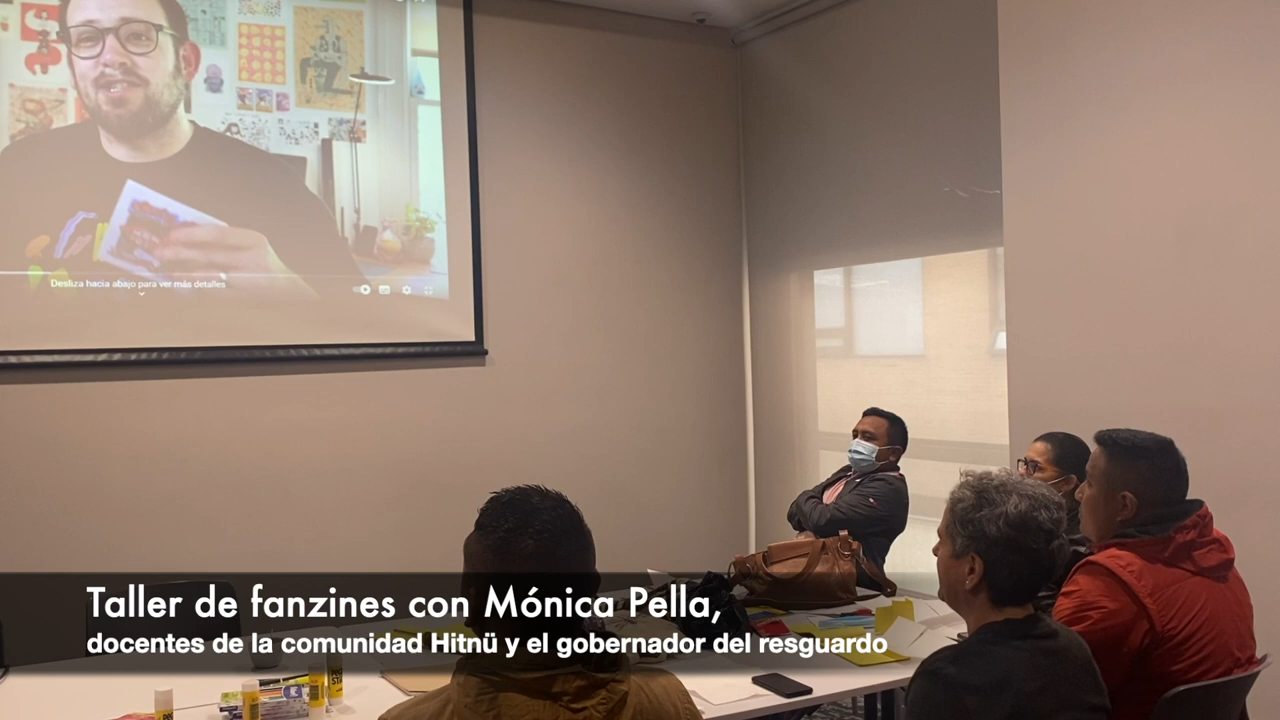 Desliza hacia abajo para ver más detalles
Taller de fanzines con Mónica Pella,
docentes de la comunidad Hitnü y el gobernador del resguardo